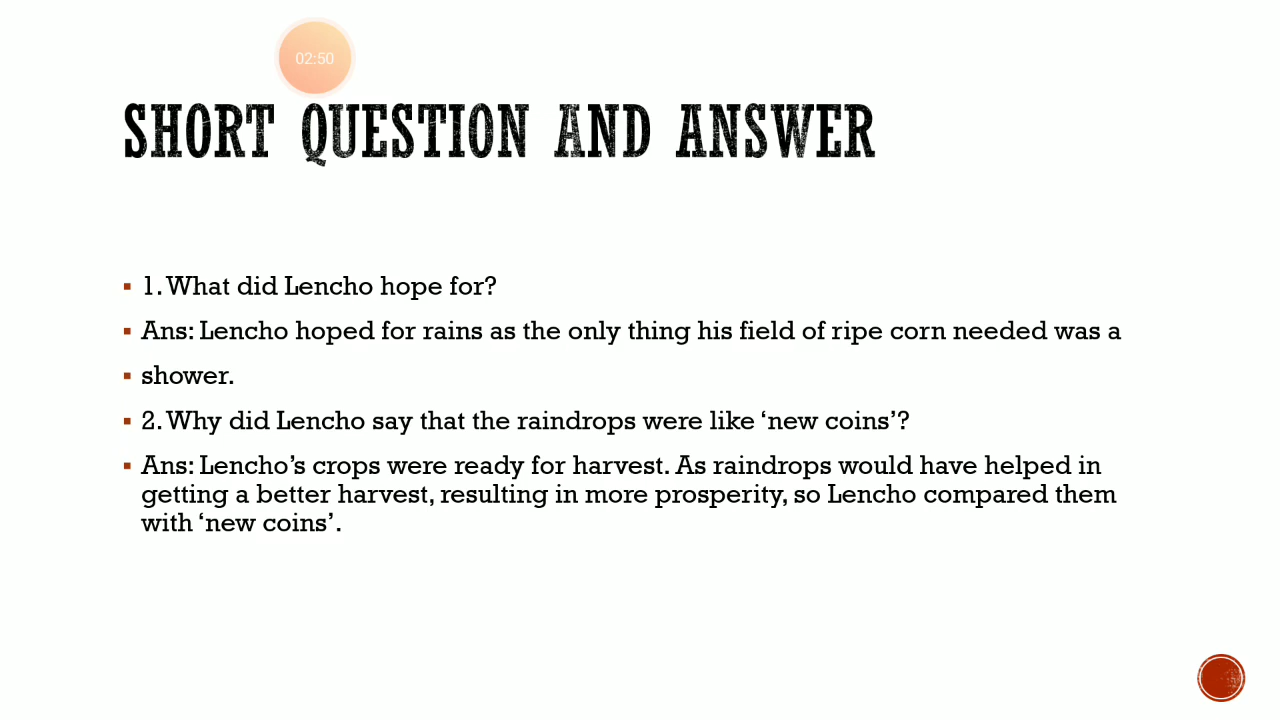 02:50
SHORT QUESTION AND ANSWER
▪ 1. What did Lencho hope for?
▪ Ans: Lencho hoped for rains as the only thing his field of ripe corn needed was a
▪ shower.
▪ 2. Why did Lencho say that the raindrops were like ‘new coins’?
▪ Ans: Lencho’s crops were ready for harvest. As raindrops would have helped in
getting a better harvest, resulting in more prosperity, so Lencho compared them
with ‘new coins’.